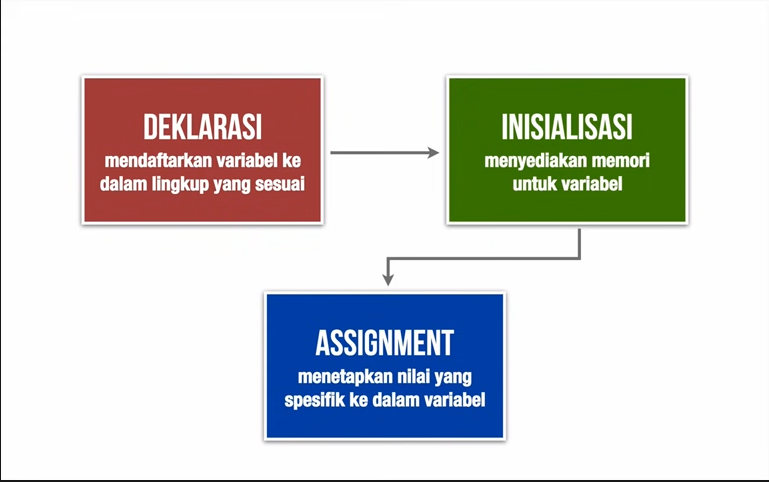 DEKLARASI
mendaftarkan variabel ke
dalam lingkup yang sesuai
INISIALISASI
menyediakan memori
untuk variabel
ASSIGNMENT
menetapkan nilai yang
spesifik ke dalam variabel